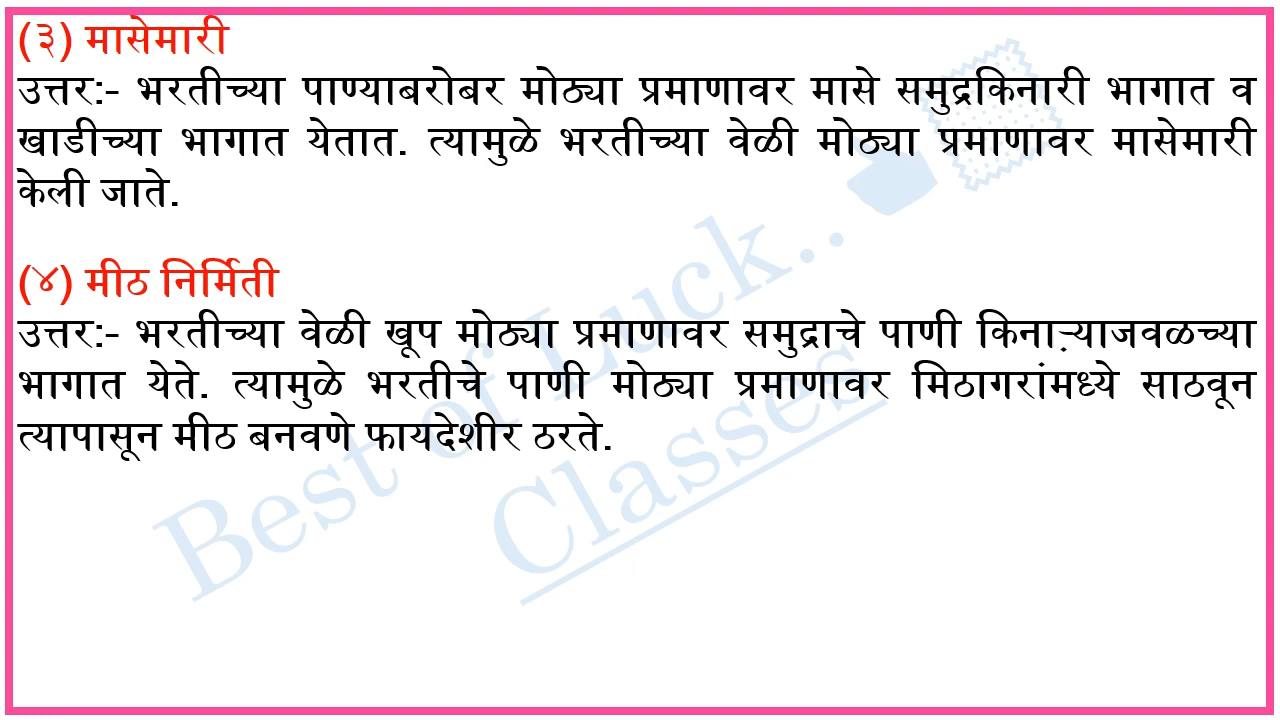 (३) मासेमारी
उत्तर:- भरतीच्या पाण्याबरोबर मोठ्या प्रमाणावर मासे समुद्रकिनारी भागात व
खाडीच्या भागात येतात. त्यामुळे भरतीच्या वेळी मोठ्या प्रमाणावर मासेमारी
केली जाते.
(४) मीठ निर्मिती
उत्तर:- भरतीच्या वेळी खूप मोठ्या प्रमाणावर समुद्राचे पाणी किनाऱ्याजवळच्या
भागात येते. त्यामुळे भरतीचे पाणी मोठ्या प्रमाणावर मिठागरांमध्ये साठवून
त्यापासून मीठ बनवणे फायदेशीर ठरते.
Best of Luck..
Classes